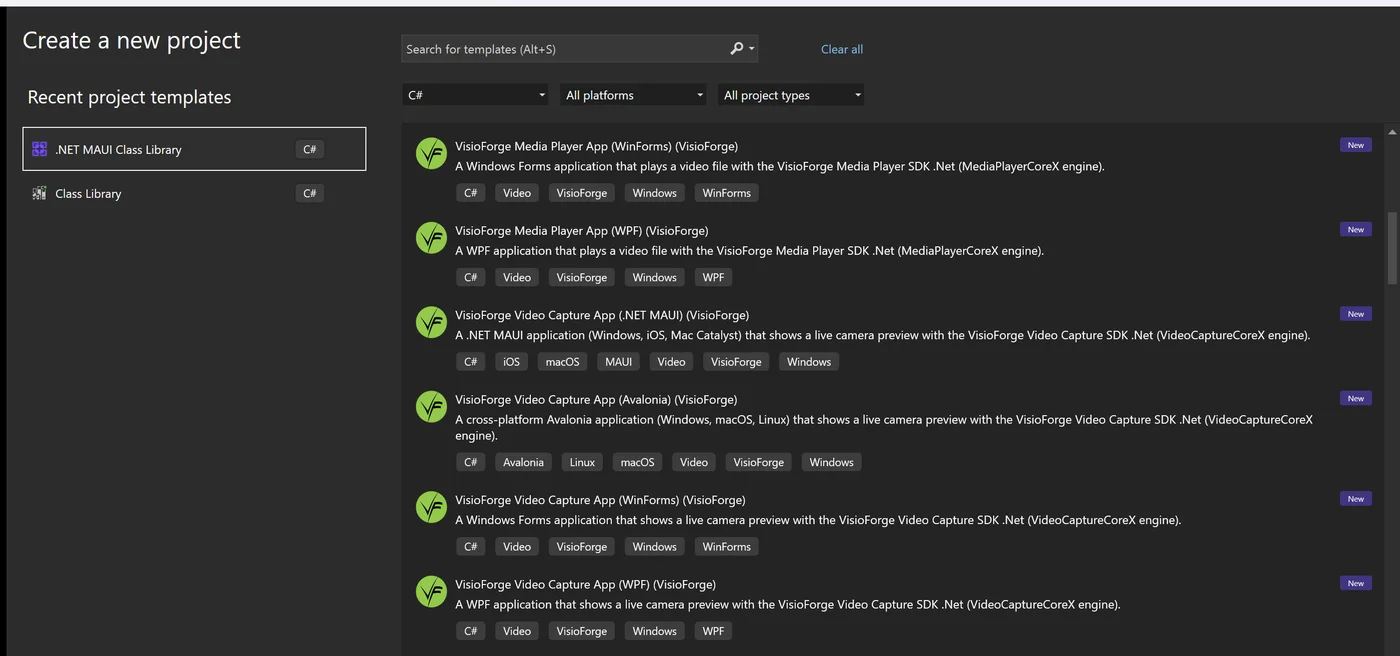 Create a new project
Search for templates (Alt+S)
Clear all
Recent project templates
C#
All platforms
All project types
.NET MAUI Class Library
C#
Class Library
C#
VisioForge Media Player App (WinForms) (VisioForge)
New
A Windows Forms application that plays a video file with the VisioForge Media Player SDK .Net (MediaPlayerCoreX engine).
C# Video VisioForge Windows WinForms
VisioForge Media Player App (WPF) (VisioForge)
New
A WPF application that plays a video file with the VisioForge Media Player SDK .Net (MediaPlayerCoreX engine).
C# Video VisioForge Windows WPF
VisioForge Video Capture App (.NET MAUI) (VisioForge)
New
A .NET MAUI application (Windows, iOS, Mac Catalyst) that shows a live camera preview with the VisioForge Video Capture SDK .Net (VideoCaptureCoreX engine).
C# iOS macOS MAUI Video VisioForge Windows
VisioForge Video Capture App (Avalonia) (VisioForge)
New
A cross-platform Avalonia application (Windows, macOS, Linux) that shows a live camera preview with the VisioForge Video Capture SDK .Net (VideoCaptureCoreX
engine).
C# Avalonia Linux macOS Video VisioForge Windows
VisioForge Video Capture App (WinForms) (VisioForge)
New
A Windows Forms application that shows a live camera preview with the VisioForge Video Capture SDK .Net (VideoCaptureCoreX engine).
C# Video VisioForge Windows WinForms
VisioForge Video Capture App (WPF) (VisioForge)
New
A WPF application that shows a live camera preview with the VisioForge Video Capture SDK .Net (VideoCaptureCoreX engine).
C# Video VisioForge Windows WPF